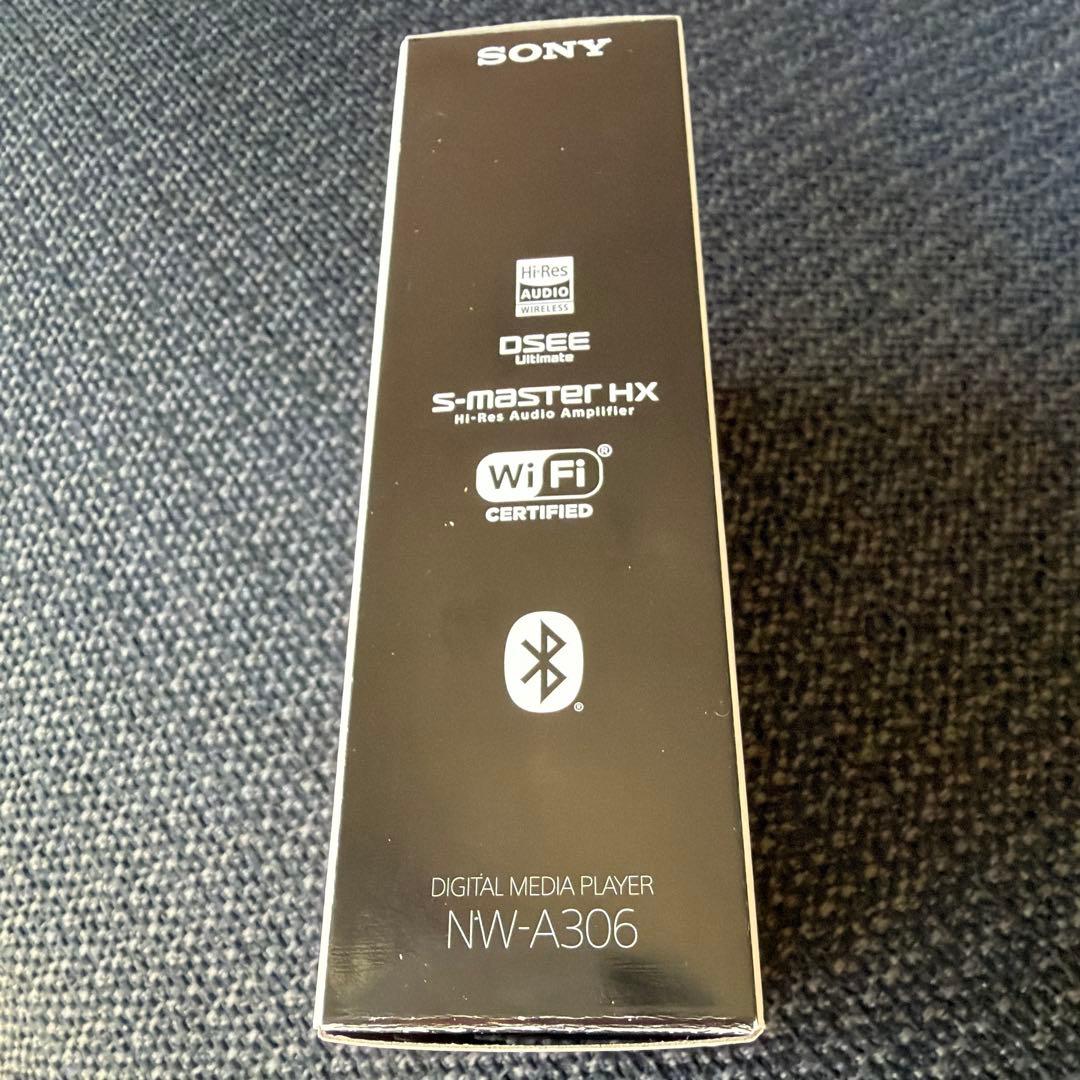 SONY
Hi-Res
AUDIO
WIRELESS
DSEE
Ultimate
S-master HX
Hi-Res Audio Amplifier
Wi Fi®
CERTIFIED
®
DIGITAL MEDIA PLAYER
NW-A306